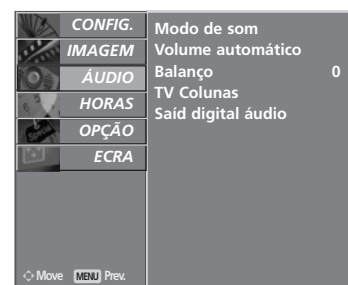 CONFIG.
IMAGEM
ÁUDIO
HORAS
OPÇÃO
ECRA
Modo de som
Volume automático
Balanço 0
TV Colunas
Saíd digital áudio
Move MENU Prev.